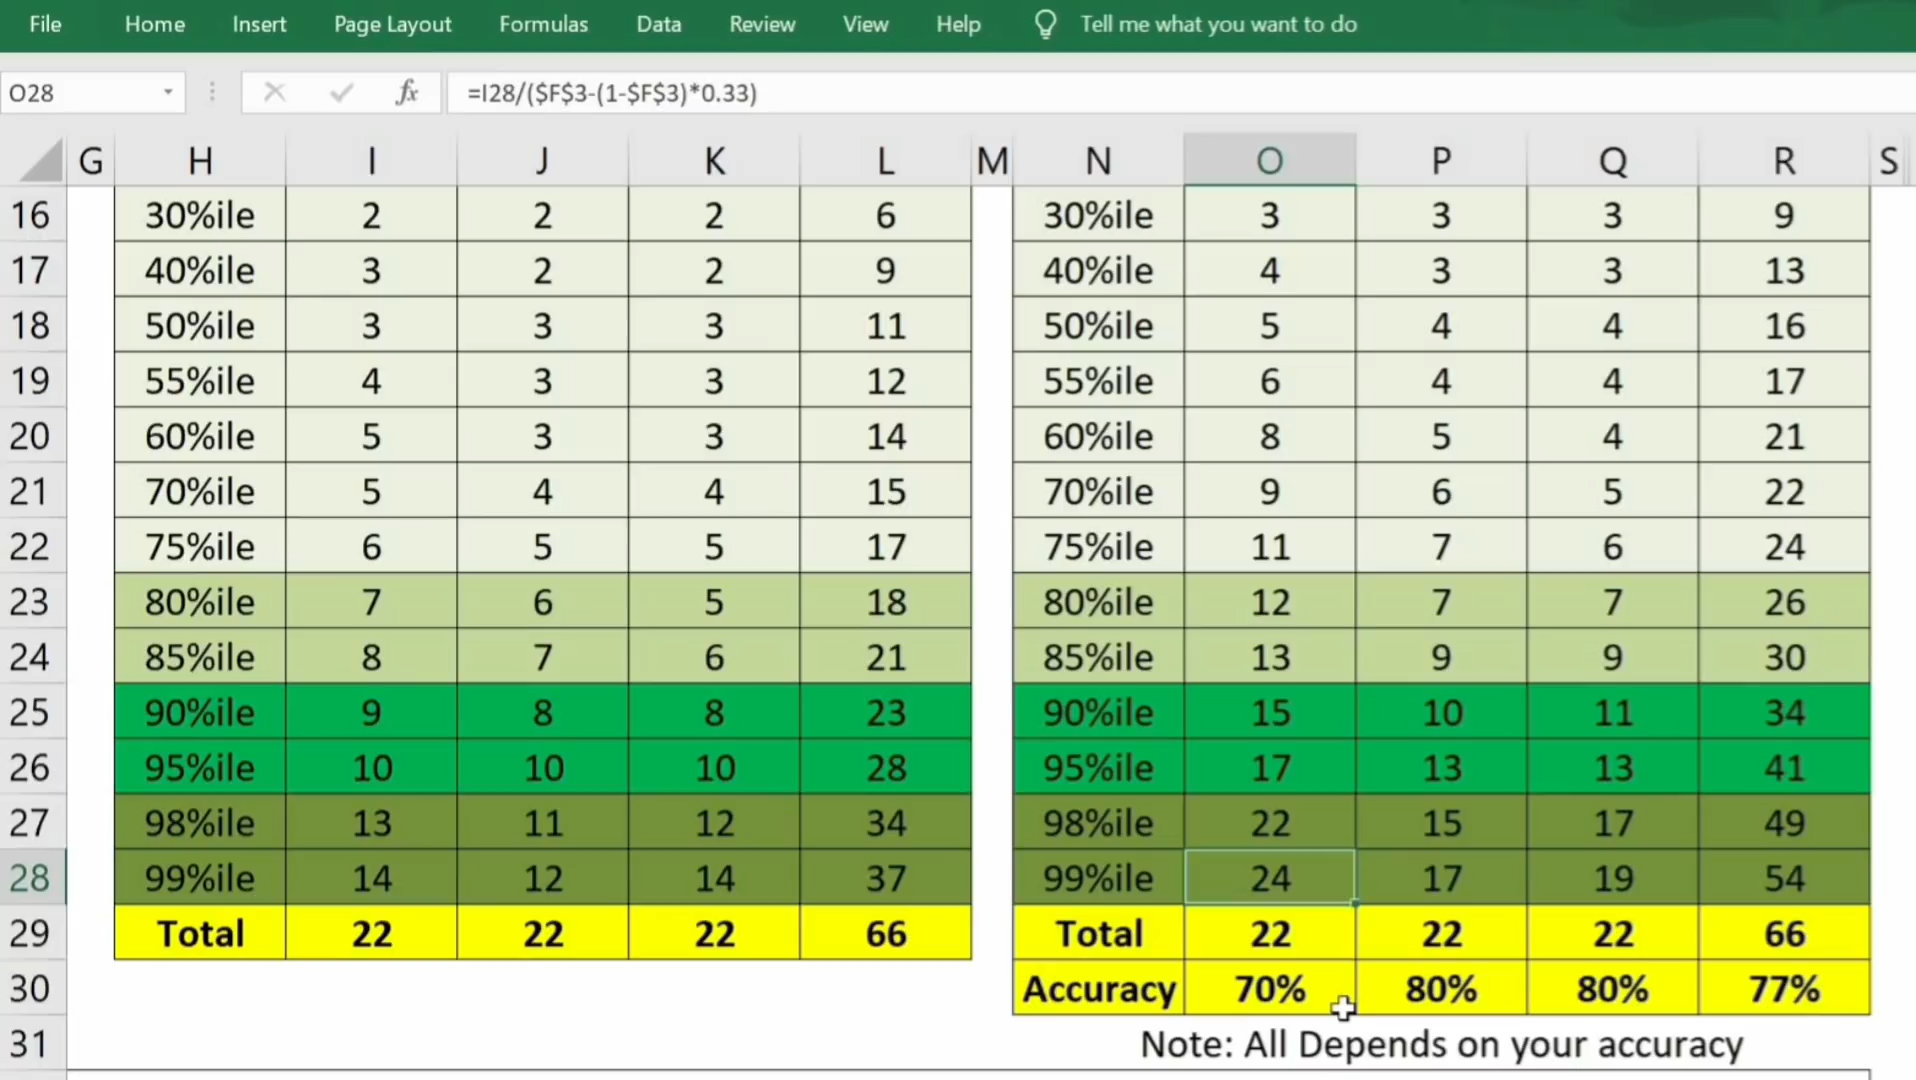 File Home Insert Page Layout Formulas Data Review View Help Tell me what you want to do
O28 fx =I28/($F$3-(1-$F$3)*0.33)
G H I J K L M N O P Q R S
16 30%ile 2 2 2 6 30%ile 3 3 3 9
17 40%ile 3 2 2 9 40%ile 4 3 3 13
18 50%ile 3 3 3 11 50%ile 5 4 4 16
19 55%ile 4 3 3 12 55%ile 6 4 4 17
20 60%ile 5 3 3 14 60%ile 8 5 4 21
21 70%ile 5 4 4 15 70%ile 9 6 5 22
22 75%ile 6 5 5 17 75%ile 11 7 6 24
23 80%ile 7 6 5 18 80%ile 12 7 7 26
24 85%ile 8 7 6 21 85%ile 13 9 9 30
25 90%ile 9 8 8 23 90%ile 15 10 11 34
26 95%ile 10 10 10 28 95%ile 17 13 13 41
27 98%ile 13 11 12 34 98%ile 22 15 17 49
28 99%ile 14 12 14 37 99%ile 24 17 19 54
29 Total 22 22 22 66 Total 22 22 22 66
30 Accuracy 70% 80% 80% 77%
31 Note: All Depends on your accuracy